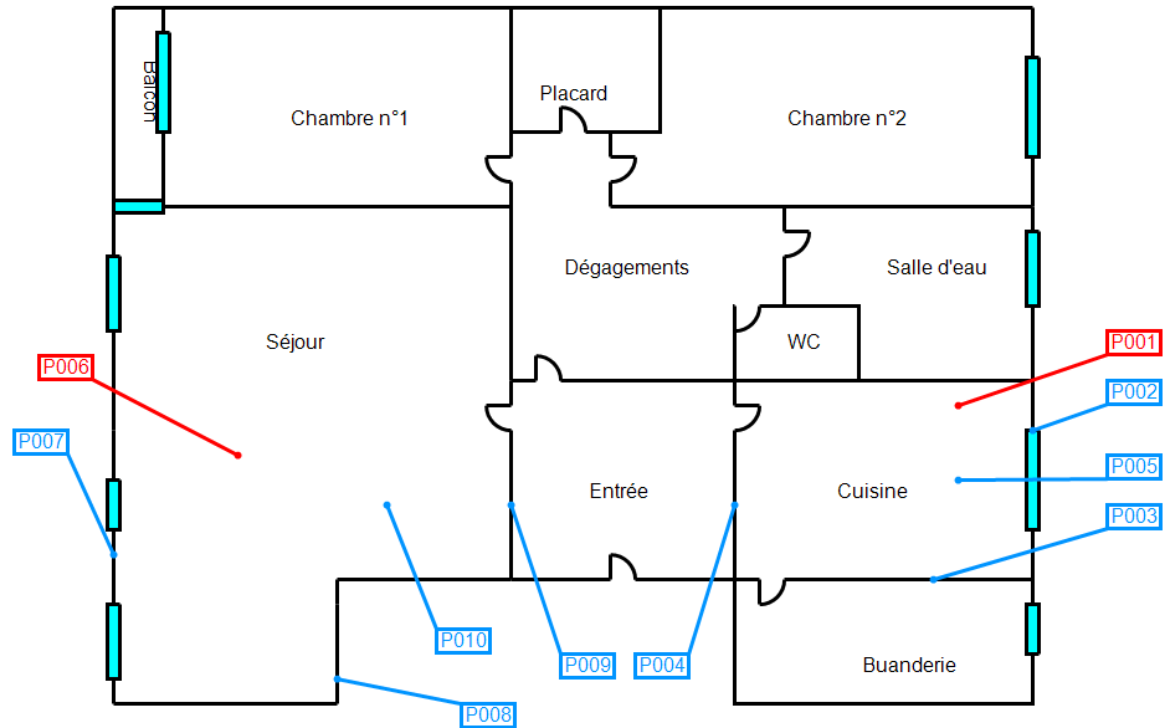 Balcon
Placard
Chambre n°1
Chambre n°2
Dégagements
Salle d'eau
Séjour
WC
P001
P006
P002
P007
P005
Entrée
Cuisine
P003
P010
P009
P004
Buanderie
P008